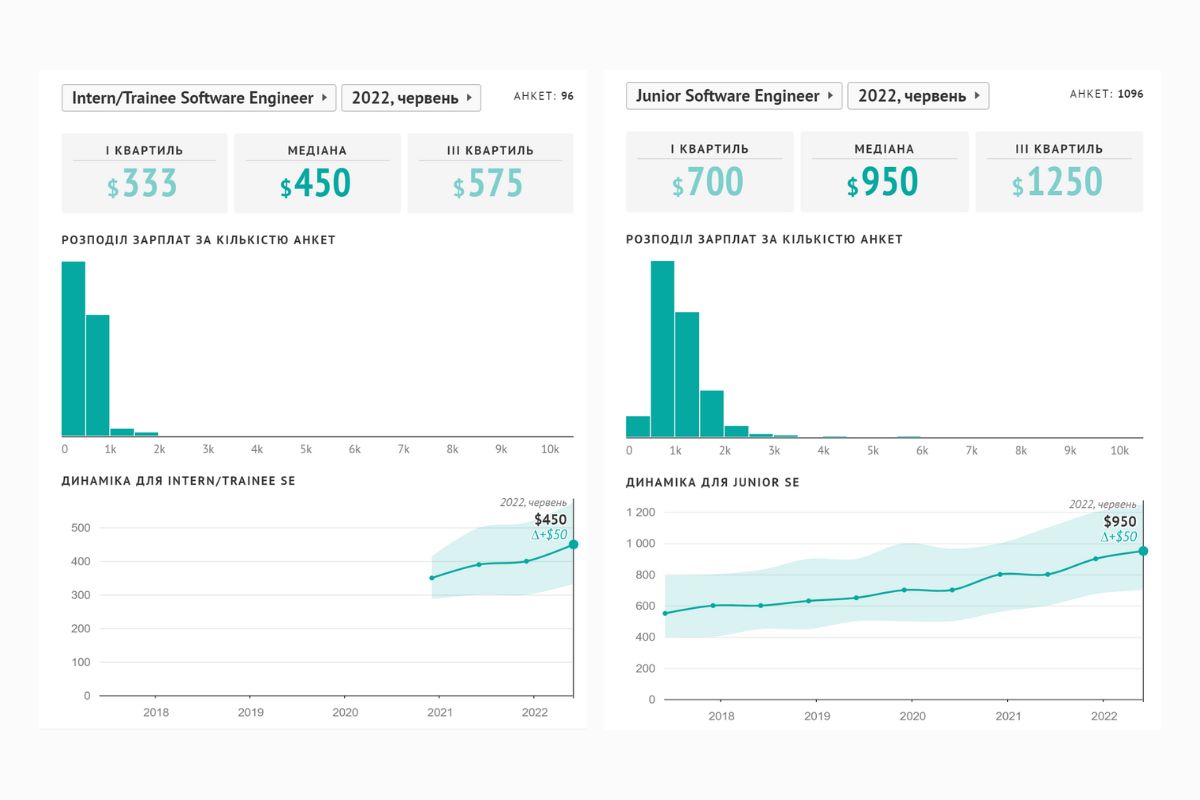 Intern/Trainee Software Engineer
2022, червень
АНКЕТ: 96
I КВАРТИЛЬ
МЕДІАНА
III КВАРТИЛЬ
$333
$450
$575
РОЗПОДІЛ ЗАРПЛАТ ЗА КІЛЬКІСТЮ АНКЕТ
0 1k 2k 3k 4k 5k 6k 7k 8k 9k 10k
ДИНАМІКА ДЛЯ INTERN/TRAINEE SE
2022, червень
$450
Δ+$50
500
400
300
200
100
0
2018 2019 2020 2021 2022
Junior Software Engineer
2022, червень
АНКЕТ: 1096
I КВАРТИЛЬ
МЕДІАНА
III КВАРТИЛЬ
$700
$950
$1250
РОЗПОДІЛ ЗАРПЛАТ ЗА КІЛЬКІСТЮ АНКЕТ
0 1k 2k 3k 4k 5k 6k 7k 8k 9k 10k
ДИНАМІКА ДЛЯ JUNIOR SE
2022, червень
$950
Δ+$50
1 200
1 000
800
600
400
200
0
2018 2019 2020 2021 2022